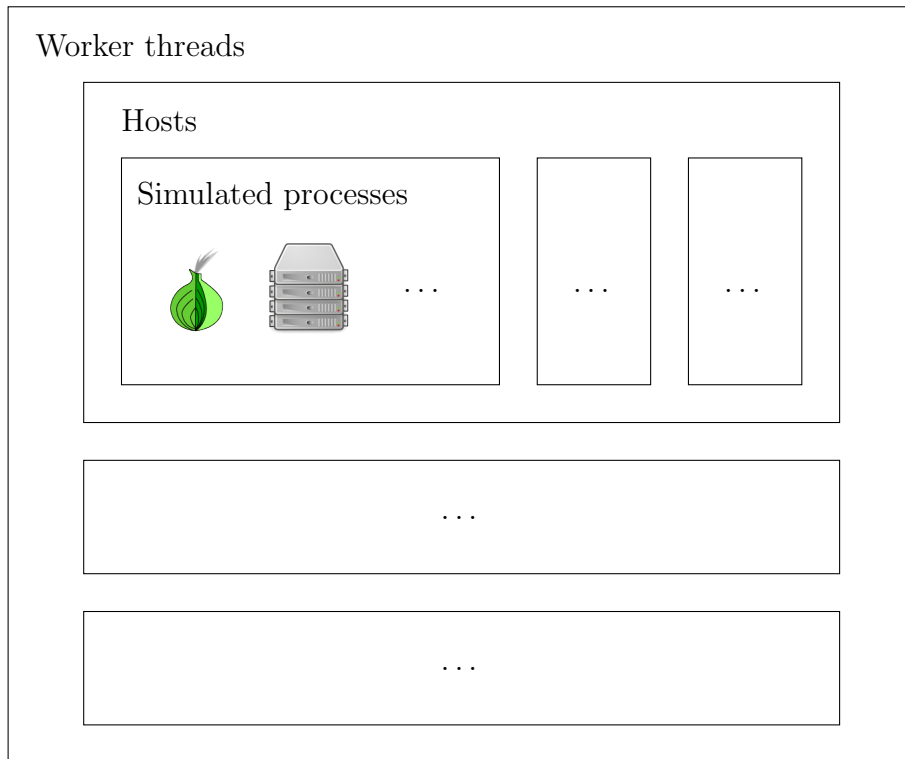 Worker threads
Hosts
Simulated processes
... ... ...
...
...